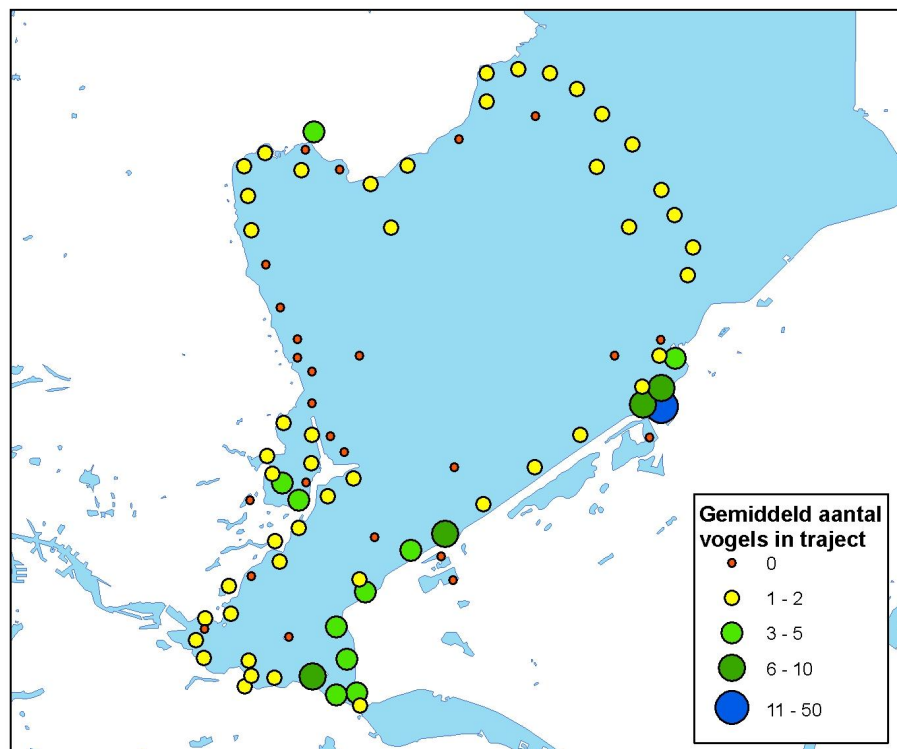 Gemiddeld aantal
vogels in traject
0
1 - 2
3 - 5
6 - 10
11 - 50